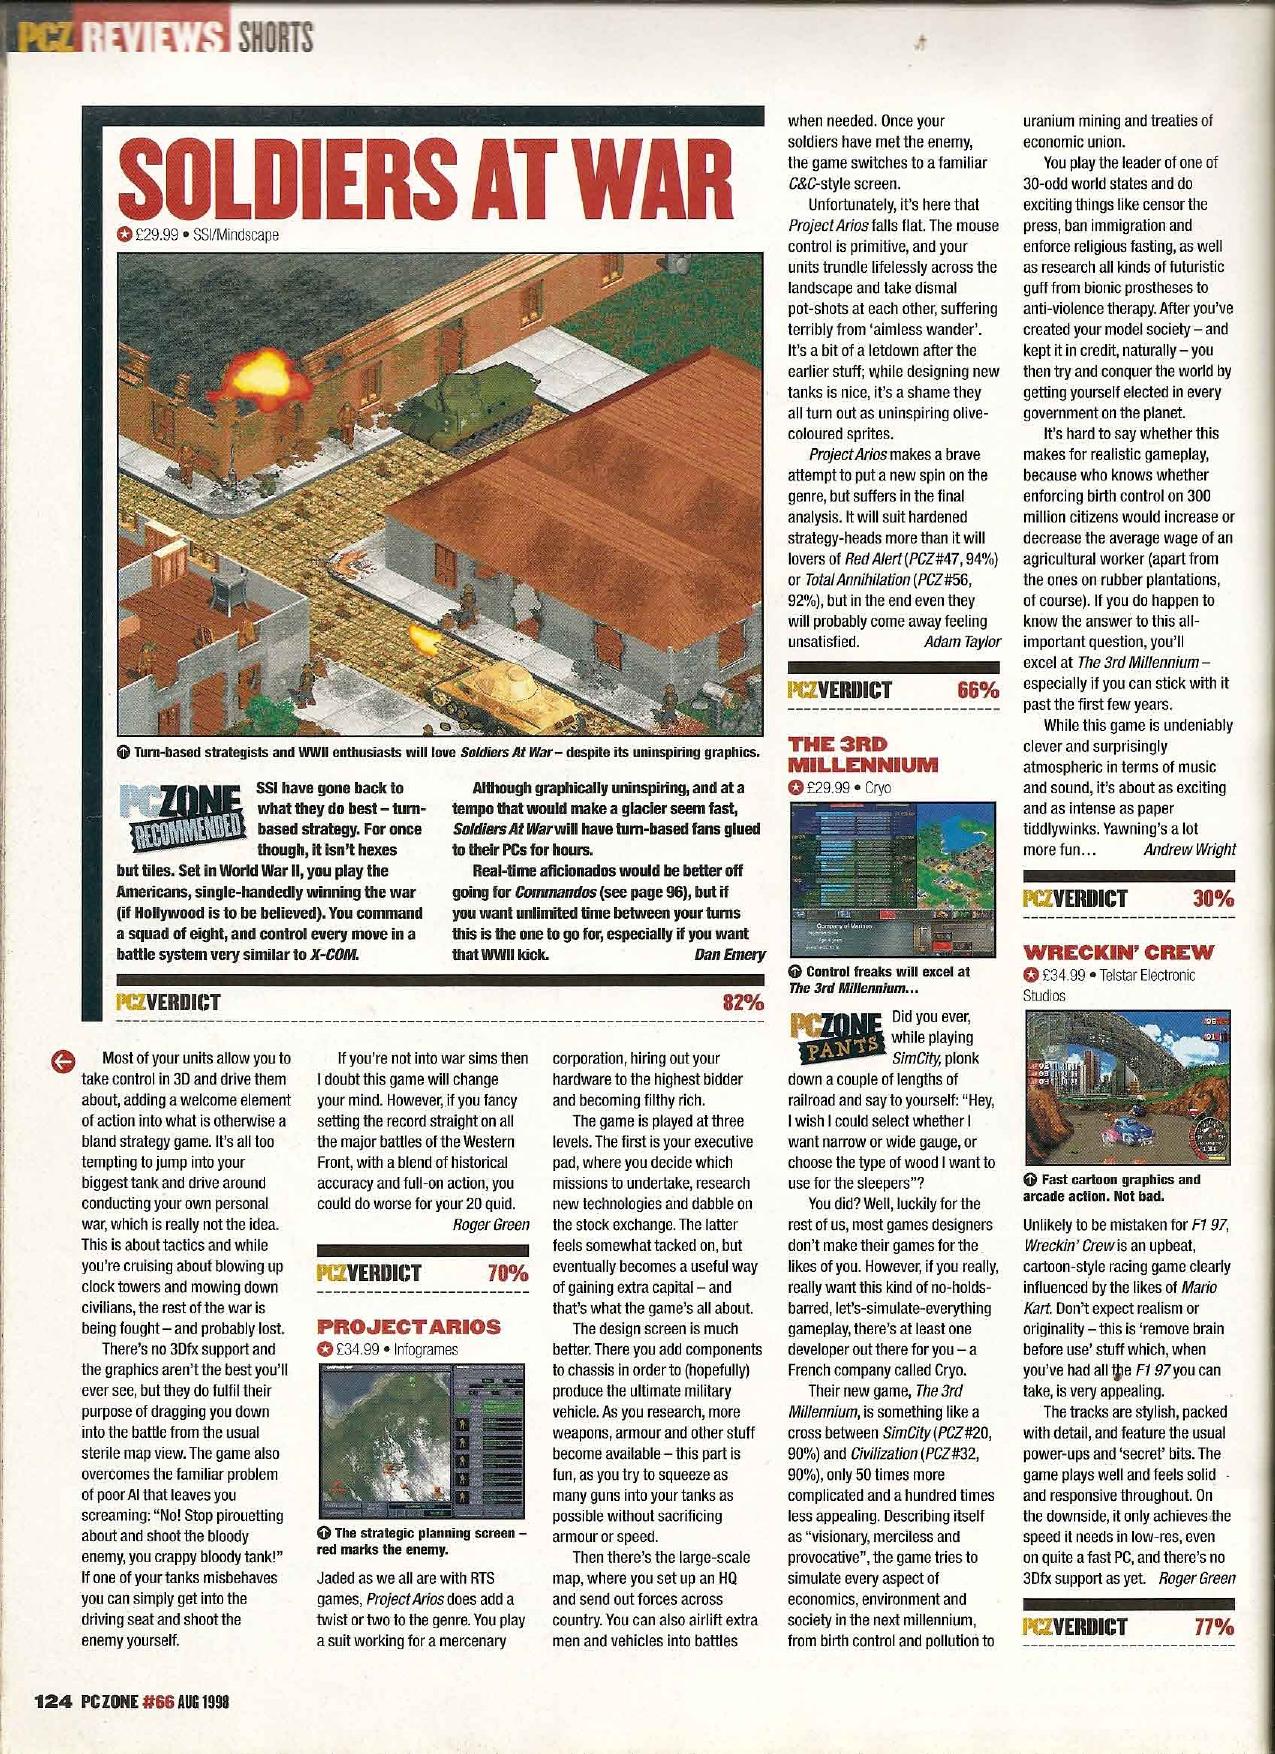 PCZ REVIEWS SHORTS
SOLDIERS AT WAR
£29.99 • SSI/Mindscape
Turn-based strategists and WWII enthusiasts will love Soldiers At War – despite its uninspiring graphics.
PCZONE
RECOMMENDED
SSI have gone back to
what they do best – turn-
based strategy. For once
though, it isn't hexes
but tiles. Set in World War II, you play the
Americans, single-handedly winning the war
(if Hollywood is to be believed). You command
a squad of eight, and control every move in a
battle system very similar to X-COM.
Although graphically uninspiring, and at a
tempo that would make a glacier seem fast,
Soldiers At War will have turn-based fans glued
to their PCs for hours.
Real-time aficionados would be better off
going for Commandos (see page 96), but if
you want unlimited time between your turns
this is the one to go for, especially if you want
that WWII kick. Dan Emery
PCZVERDICT 82%
Most of your units allow you to
take control in 3D and drive them
about, adding a welcome element
of action into what is otherwise a
bland strategy game. It's all too
tempting to jump into your
biggest tank and drive around
conducting your own personal
war, which is really not the idea.
This is about tactics and while
you're cruising about blowing up
clock towers and mowing down
civilians, the rest of the war is
being fought – and probably lost.
There's no 3Dfx support and
the graphics aren't the best you'll
ever see, but they do fulfil their
purpose of dragging you down
into the battle from the usual
sterile map view. The game also
overcomes the familiar problem
of poor AI that leaves you
screaming: "No! Stop pirouetting
about and shoot the bloody
enemy, you crappy bloody tank!"
If one of your tanks misbehaves
you can simply get into the
driving seat and shoot the
enemy yourself.
If you're not into war sims then
I doubt this game will change
your mind. However, if you fancy
setting the record straight on all
the major battles of the Western
Front, with a blend of historical
accuracy and full-on action, you
could do worse for your 20 quid.
Roger Green
PCZVERDICT 70%
PROJECT ARIOS
£34.99 • Infogrames
The strategic planning screen –
red marks the enemy.
Jaded as we all are with RTS
games, Project Arios does add a
twist or two to the genre. You play
a suit working for a mercenary
corporation, hiring out your
hardware to the highest bidder
and becoming filthy rich.
The game is played at three
levels. The first is your executive
pad, where you decide which
missions to undertake, research
new technologies and dabble on
the stock exchange. The latter
feels somewhat tacked on, but
eventually becomes a useful way
of gaining extra capital – and
that's what the game's all about.
The design screen is much
better. There you add components
to chassis in order to (hopefully)
produce the ultimate military
vehicle. As you research, more
weapons, armour and other stuff
become available – this part is
fun, as you try to squeeze as
many guns into your tanks as
possible without sacrificing
armour or speed.
Then there's the large-scale
map, where you set up an HQ
and send out forces across
country. You can also airlift extra
men and vehicles into battles
when needed. Once your
soldiers have met the enemy,
the game switches to a familiar
C&C-style screen.
Unfortunately, it's here that
Project Arios falls flat. The mouse
control is primitive, and your
units trundle lifelessly across the
landscape and take dismal
pot-shots at each other, suffering
terribly from 'aimless wander'.
It's a bit of a letdown after the
earlier stuff; while designing new
tanks is nice, it's a shame they
all turn out as uninspiring olive-
coloured sprites.
Project Arios makes a brave
attempt to put a new spin on the
genre, but suffers in the final
analysis. It will suit hardened
strategy-heads more than it will
lovers of Red Alert (PCZ #47, 94%)
or Total Annihilation (PCZ #56,
92%), but in the end even they
will probably come away feeling
unsatisfied. Adam Taylor
PCZVERDICT 66%
THE 3RD
MILLENNIUM
£29.99 • Cryo
Control freaks will excel at
The 3rd Millennium...
PCZONE
PANTS
Did you ever,
while playing
SimCity, plonk
down a couple of lengths of
railroad and say to yourself: "Hey,
I wish I could select whether I
want narrow or wide gauge, or
choose the type of wood I want to
use for the sleepers"?
You did? Well, luckily for the
rest of us, most games designers
don't make their games for the
likes of you. However, if you really,
really want this kind of no-holds-
barred, let's-simulate-everything
gameplay, there's at least one
developer out there for you – a
French company called Cryo.
Their new game, The 3rd
Millennium, is something like a
cross between SimCity (PCZ #20,
90%) and Civilization (PCZ #32,
90%), only 50 times more
complicated and a hundred times
less appealing. Describing itself
as "visionary, merciless and
provocative", the game tries to
simulate every aspect of
economics, environment and
society in the next millennium,
from birth control and pollution to
uranium mining and treaties of
economic union.
You play the leader of one of
30-odd world states and do
exciting things like censor the
press, ban immigration and
enforce religious fasting, as well
as research all kinds of futuristic
guff from bionic prostheses to
anti-violence therapy. After you've
created your model society – and
kept it in credit, naturally – you
then try and conquer the world by
getting yourself elected in every
government on the planet.
It's hard to say whether this
makes for realistic gameplay,
because who knows whether
enforcing birth control on 300
million citizens would increase or
decrease the average wage of an
agricultural worker (apart from
the ones on rubber plantations,
of course). If you do happen to
know the answer to this all-
important question, you'll
excel at The 3rd Millennium –
especially if you can stick with it
past the first few years.
While this game is undeniably
clever and surprisingly
atmospheric in terms of music
and sound, it's about as exciting
and as intense as paper
tiddlywinks. Yawning's a lot
more fun... Andrew Wright
PCZVERDICT 30%
WRECKIN' CREW
£34.99 • Telstar Electronic
Studios
Fast cartoon graphics and
arcade action. Not bad.
Unlikely to be mistaken for F1 97,
Wreckin' Crew is an upbeat,
cartoon-style racing game clearly
influenced by the likes of Mario
Kart. Don't expect realism or
originality – this is 'remove brain
before use' stuff which, when
you've had all the F1 97 you can
take, is very appealing.
The tracks are stylish, packed
with detail, and feature the usual
power-ups and 'secret' bits. The
game plays well and feels solid
and responsive throughout. On
the downside, it only achieves the
speed it needs in low-res, even
on quite a fast PC, and there's no
3Dfx support as yet. Roger Green
PCZVERDICT 77%
124 PCZONE #66 AUG 1998